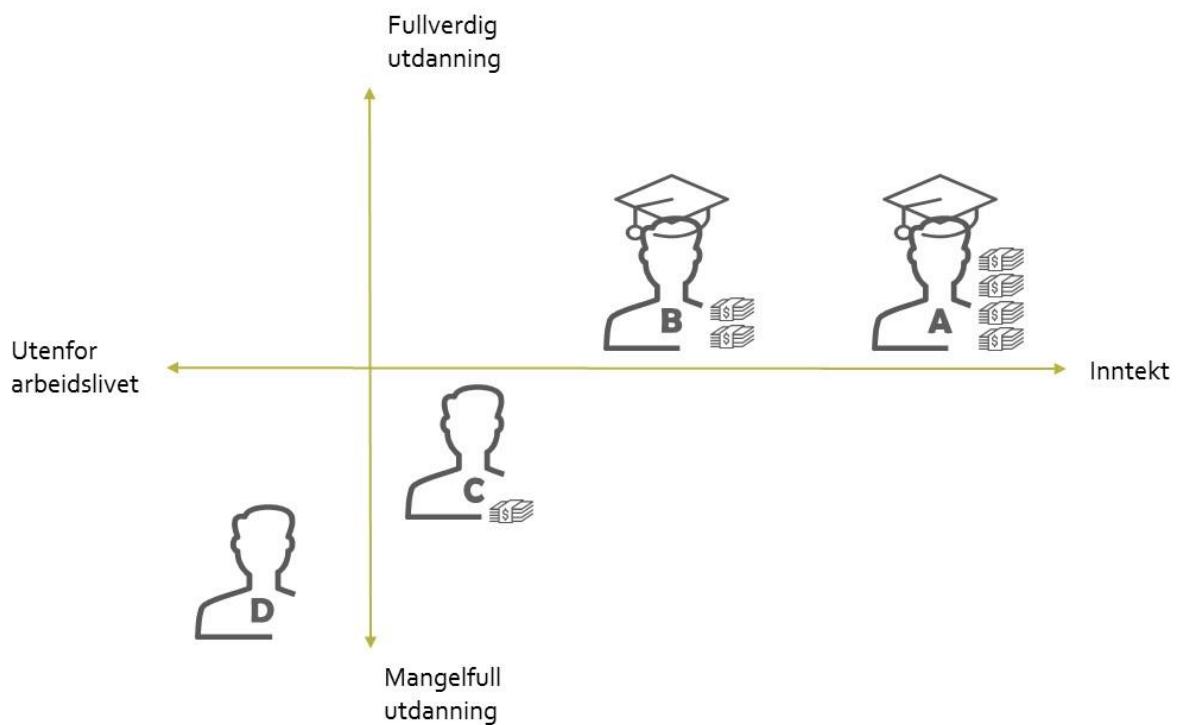 Fullverdig
utdanning
B
$
$
A
$
$
$
$
Utenfor
arbeidslivet
Inntekt
C
$
D
Mangelfull
utdanning